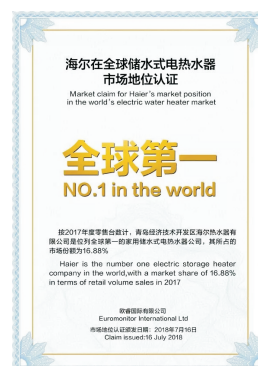 海尔在全球储水式电热水器
市场地位认证
Market claim for Haier's market position
in the world's electric water heater market
全球第一
NO.1 in the world
按2017年度零售台数计，青岛经济技术开发区海尔热水器有
限公司是位列全球第一的家用储水式电热水器公司，其所占的
市场份额为16.88%
Haier is the number one electric storage heater
company in the world,with a market share of 16.88%
in terms of retail volume sales in 2017
欧睿国际有限公司
Euromonitor International Ltd
市场地位认证颁发日期：2018年7月16日
Claim issued:16 July 2018